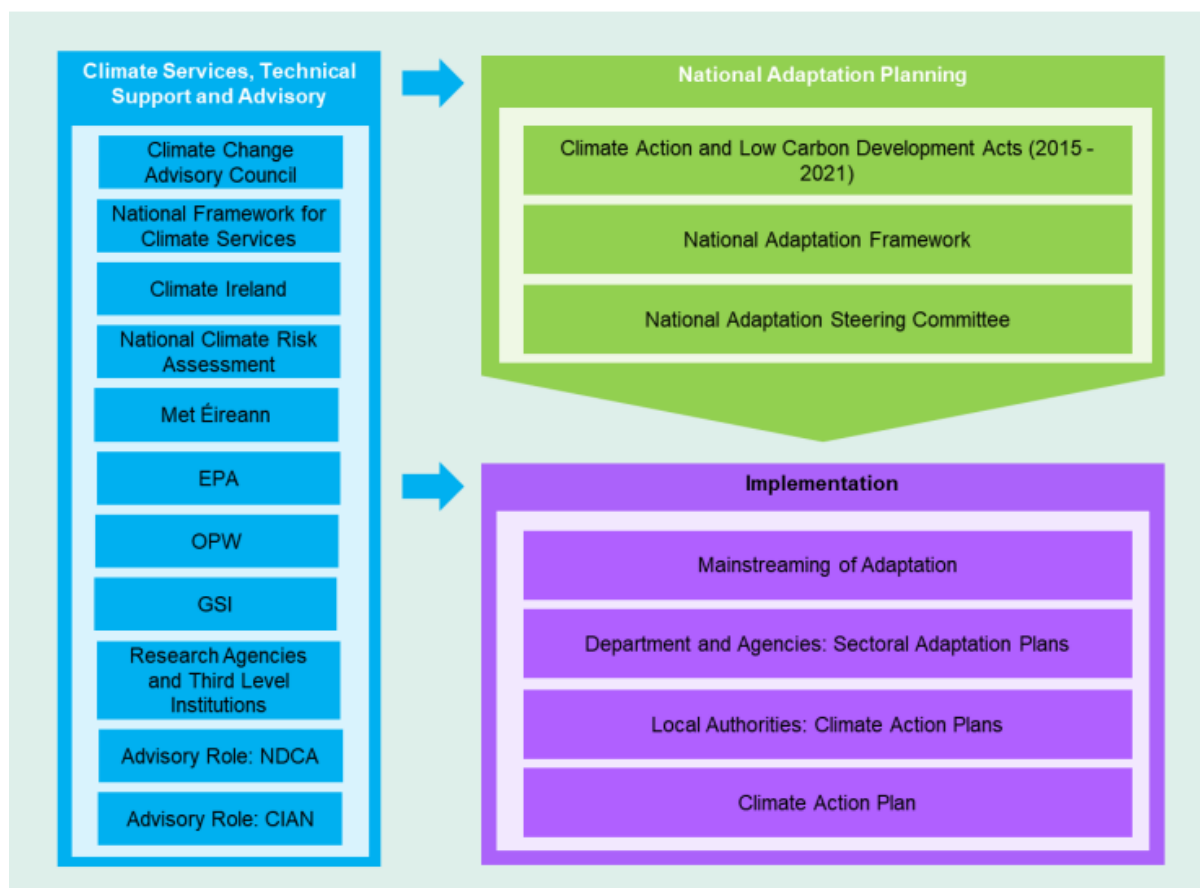 Climate Services, Technical
Support and Advisory
Climate Change
Advisory Council
National Framework for
Climate Services
Climate Ireland
National Climate Risk
Assessment
Met Éireann
EPA
OPW
GSI
Research Agencies
and Third Level
Institutions
Advisory Role: NDCA
Advisory Role: CIAN
National Adaptation Planning
Climate Action and Low Carbon Development Acts (2015 -
2021)
National Adaptation Framework
National Adaptation Steering Committee
Implementation
Mainstreaming of Adaptation
Department and Agencies: Sectoral Adaptation Plans
Local Authorities: Climate Action Plans
Climate Action Plan